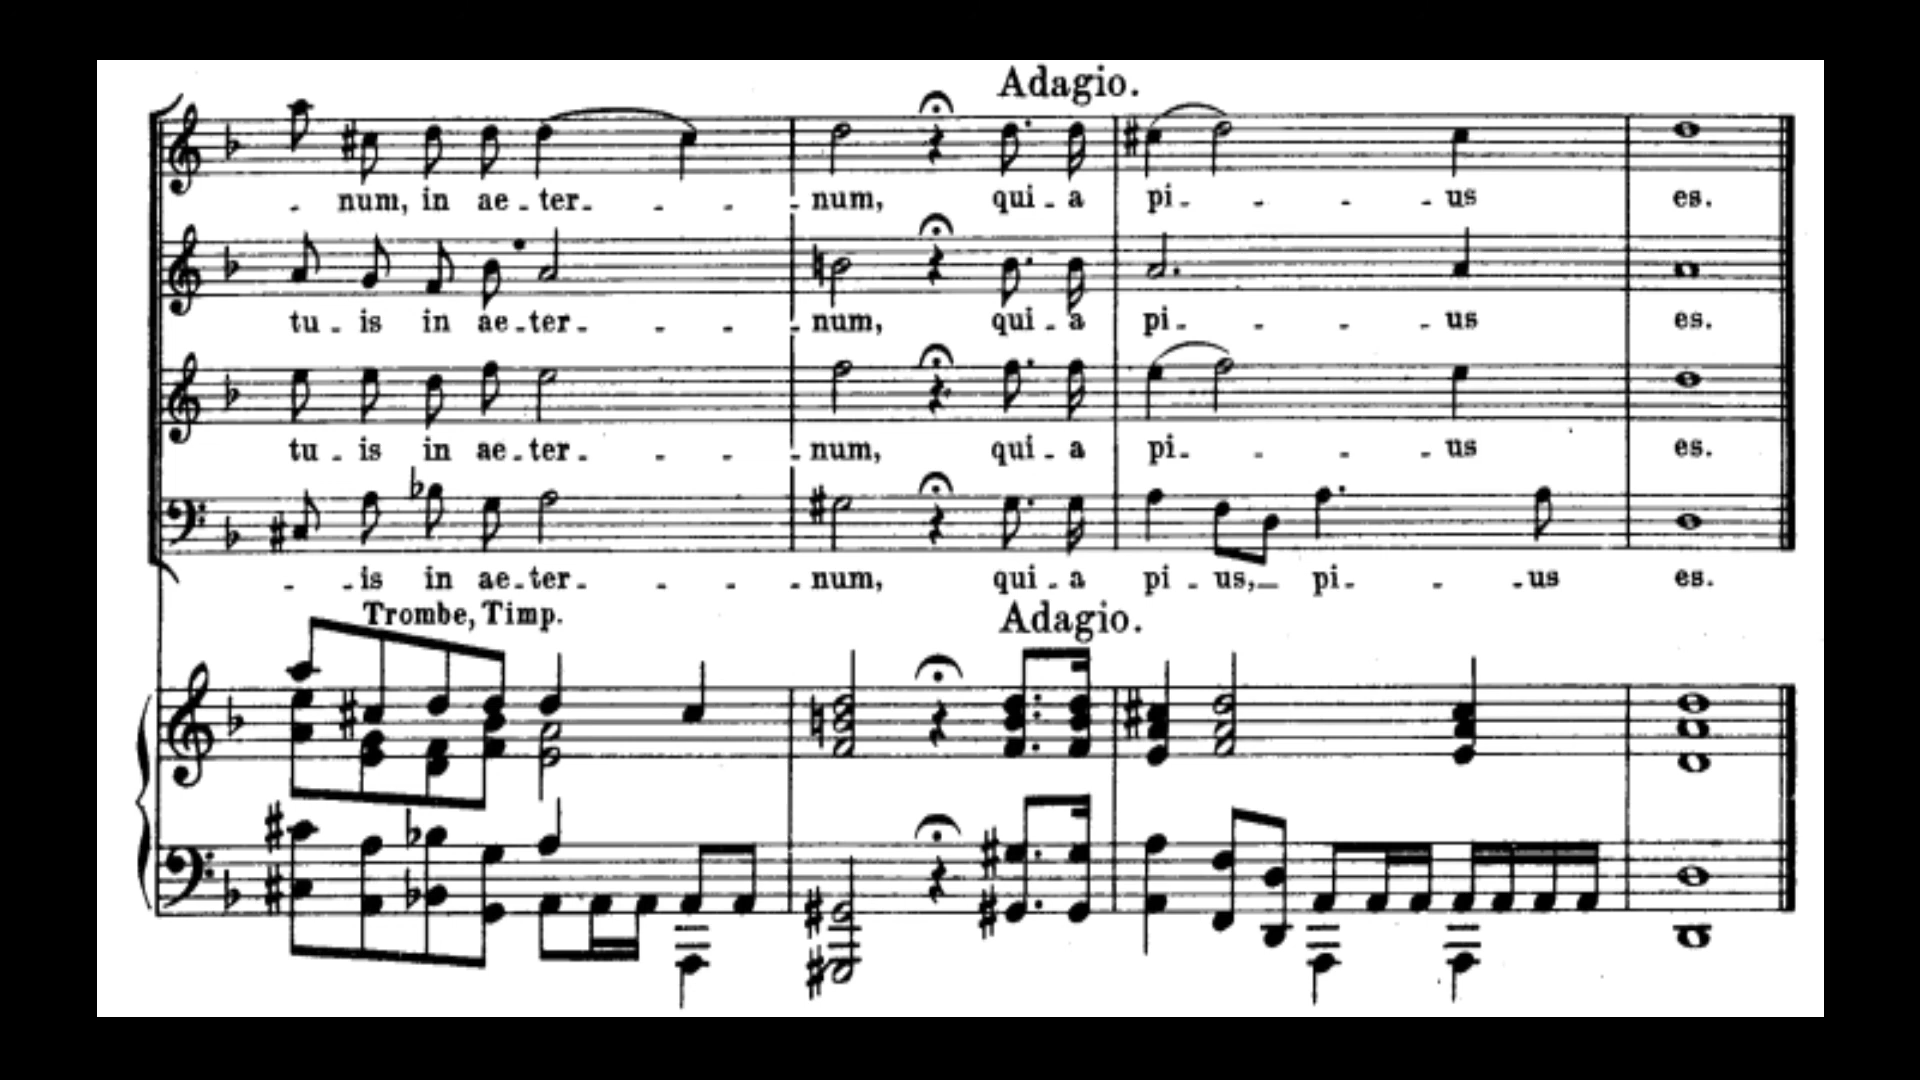 Adagio.
. num, in ae - ter - - - num, qui - a pi - - - us es.
tu - is in ae - ter - - - num, qui - a pi - - - us es.
tu - is in ae - ter - - - num, qui - a pi - - - us es.
- - is in ae - ter - - - num, qui - a pi - us, pi - - - us es.
Trombe, Timp.
Adagio.